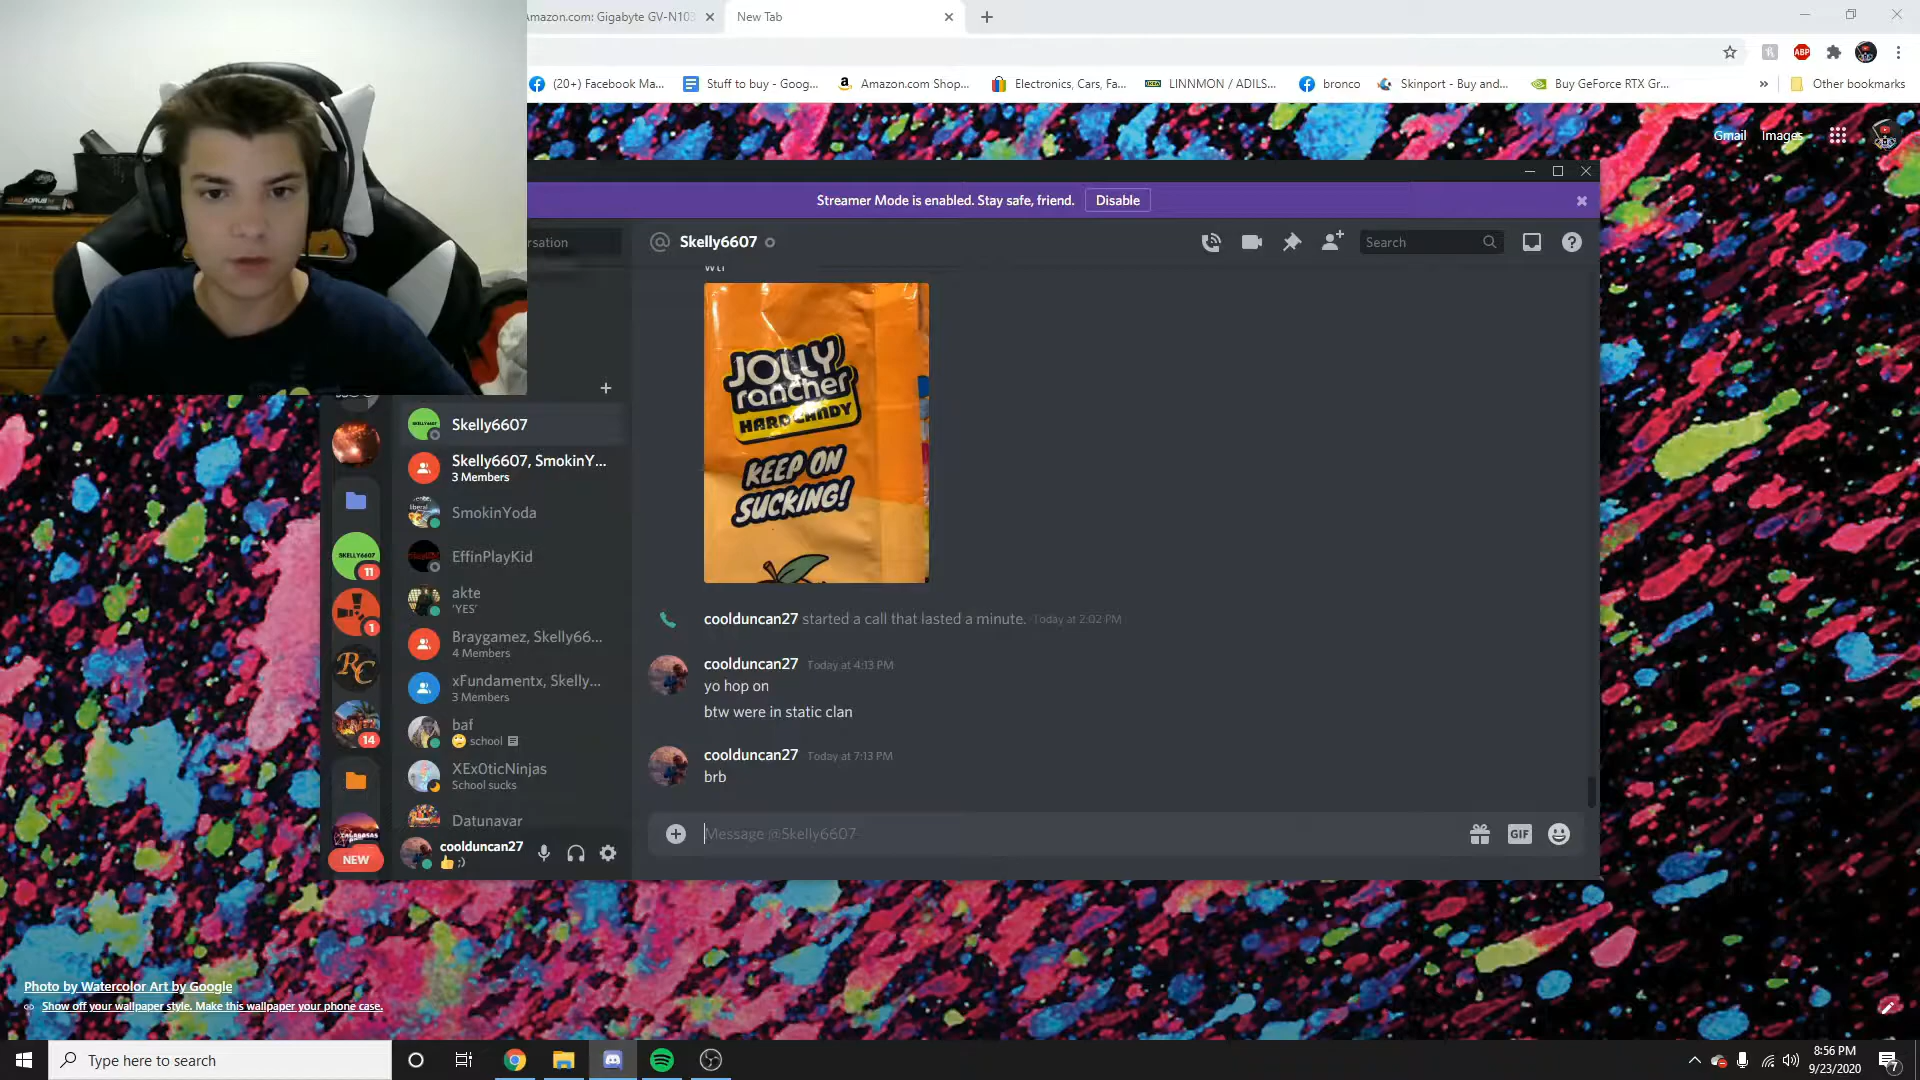 Amazon.com: Gigabyte GV-N103
New Tab
ABP
(20+) Facebook Ma...
Stuff to buy - Goog...
Amazon.com Shop...
Electronics, Cars, Fa...
LINNMON / ADILS...
bronco
Skinport - Buy and...
Buy GeForce RTX Gr...
»
Other bookmarks
Gmail
Images
Streamer Mode is enabled. Stay safe, friend.
Disable
rsation
Skelly6607
Search
JOLLY
rancher
HARD CANDY
KEEP ON
SUCKING!
Skelly6607
Skelly6607, SmokinY...
3 Members
SmokinYoda
EffinPlayKid
akte
'YES'
Braygamez, Skelly66...
4 Members
xFundamentx, Skelly...
3 Members
baf
school
XEx0ticNinjas
School sucks
Datunavar
SKELLY6607
11
1
RC
14
NEW
coolduncan27
;)
coolduncan27 started a call that lasted a minute. Today at 2:02 PM
coolduncan27 Today at 4:13 PM
yo hop on
btw were in static clan
coolduncan27 Today at 7:13 PM
brb
Message @Skelly6607
GIF
Photo by Watercolor Art by Google
Show off your wallpaper style. Make this wallpaper your phone case.
Type here to search
8:56 PM
9/23/2020
7